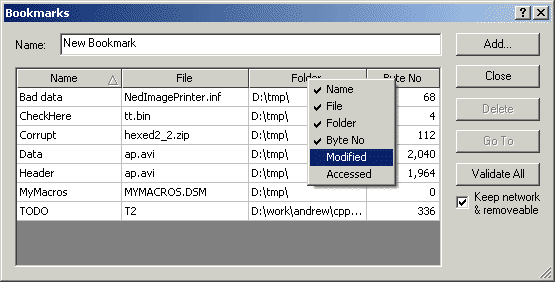 Bookmarks
Name: New Bookmark Add...
Name File Folder Byte No Close
Bad data NedImagePrinter.inf D:\tmp\ 68
CheckHere tt.bin D:\tmp\ 4
Corrupt hexed2_2.zip D:\tmp\ 112
Data ap.avi D:\tmp\ 2,040
Header ap.avi D:\tmp\ 1,964
MyMacros MYMACROS.DSM D:\tmp\ 0
TODO T2 D:\work\andrew\cpp... 336
Name
File
Folder
Byte No
Modified
Accessed
Delete
Go To
Validate All
Keep network
& removeable